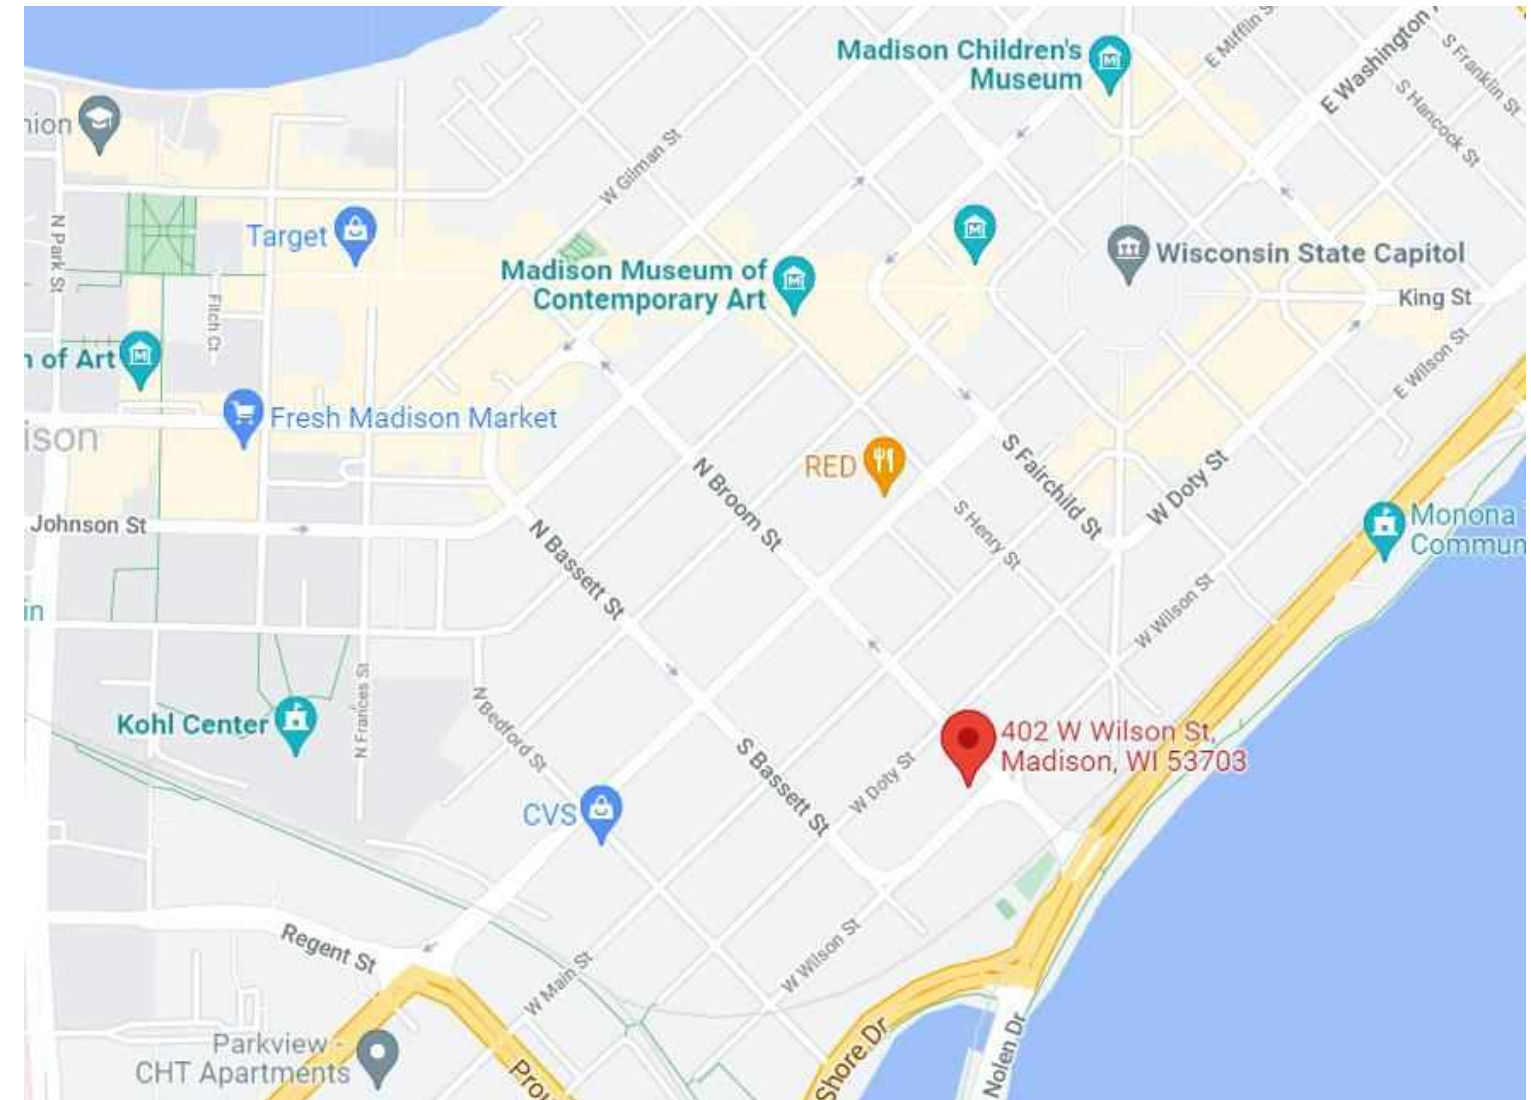 Madison Children's
Museum
E Mifflin S
E Washington
S Franklin St
S Hancock St
nion
W Gilman St
N Park St
Target
Wisconsin State Capitol
Madison Museum of
Contemporary Art
King St
Fitch Ct
E Wilson St
of Art
Fresh Madison Market
ison
RED
N Broom St
S Fairchild St
W Doty St
Johnson St
S Henry St
Monona
Commun
N Bassett St
in
W Wilson St
N Frances St
N Bedford St
Kohl Center
402 W Wilson St,
Madison, WI 53703
S Bassett St
W Doty St
CVS
Regent St
W Wilson St
W Main St
Parkview -
CHT Apartments
Prou
Shore Dr
Nolen Dr